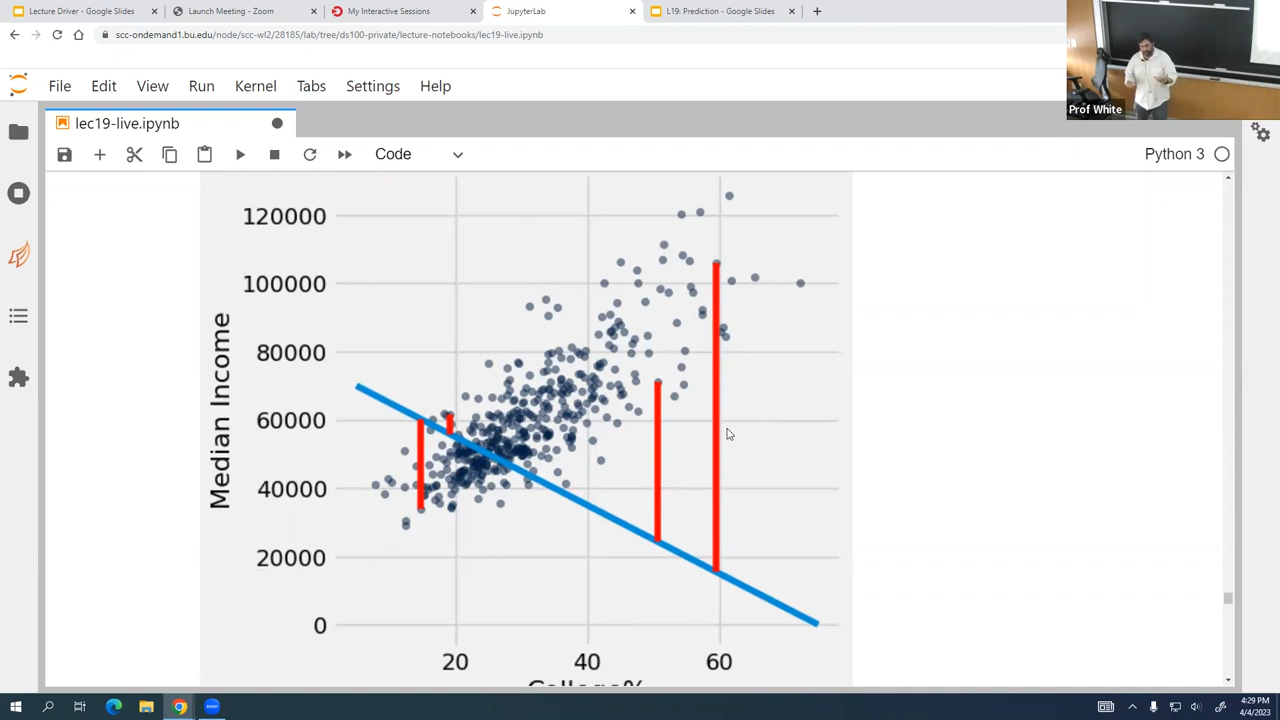 Lecture Driver - Google Slides
Launch Meeting - Zoom
My Interactive Sessions
JupyterLab
L19: Prediction - Google Slides
scc-ondemand1.bu.edu/node/scc-wl2/28185/lab/tree/ds100-private/lecture-notebooks/lec19-live.ipynb
Prof White
File Edit View Run Kernel Tabs Settings Help
lec19-live.ipynb
Code
Python 3
120000
100000
80000
60000
40000
20000
0
Median Income
20 40 60
College%
4:29 PM
4/4/2023